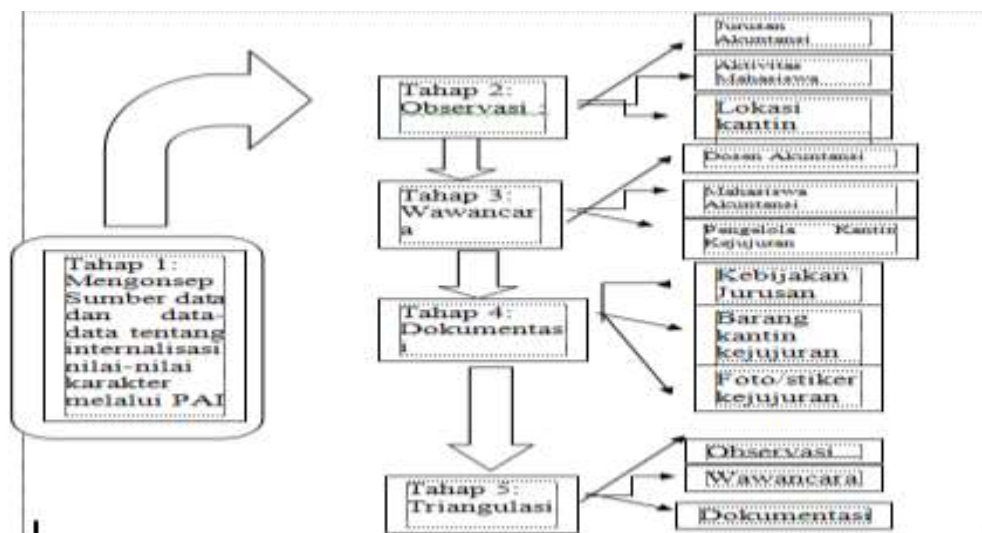 Tahap 1:
Mengonsep
Sumber data
dan data-
data tentang
internalisasi
nilai-nilai
karakter
melalui PAI
Tahap 2:
Observasi :
Jurusan
Akuntansi
Aktivitas
Mahasiswa
Lokasi
kantin
Tahap 3:
Wawancar
a
Dosen Akuntansi
Mahasiswa
Akuntansi
Pengelola Kantin
Kejujuran
Tahap 4:
Dokumentas
i
Kebijakan
Jurusan
Barang
kantin
kejujuran
Foto/stiker
kejujuran
Tahap 5:
Triangulasi
Observasi
Wawancara
Dokumentasi